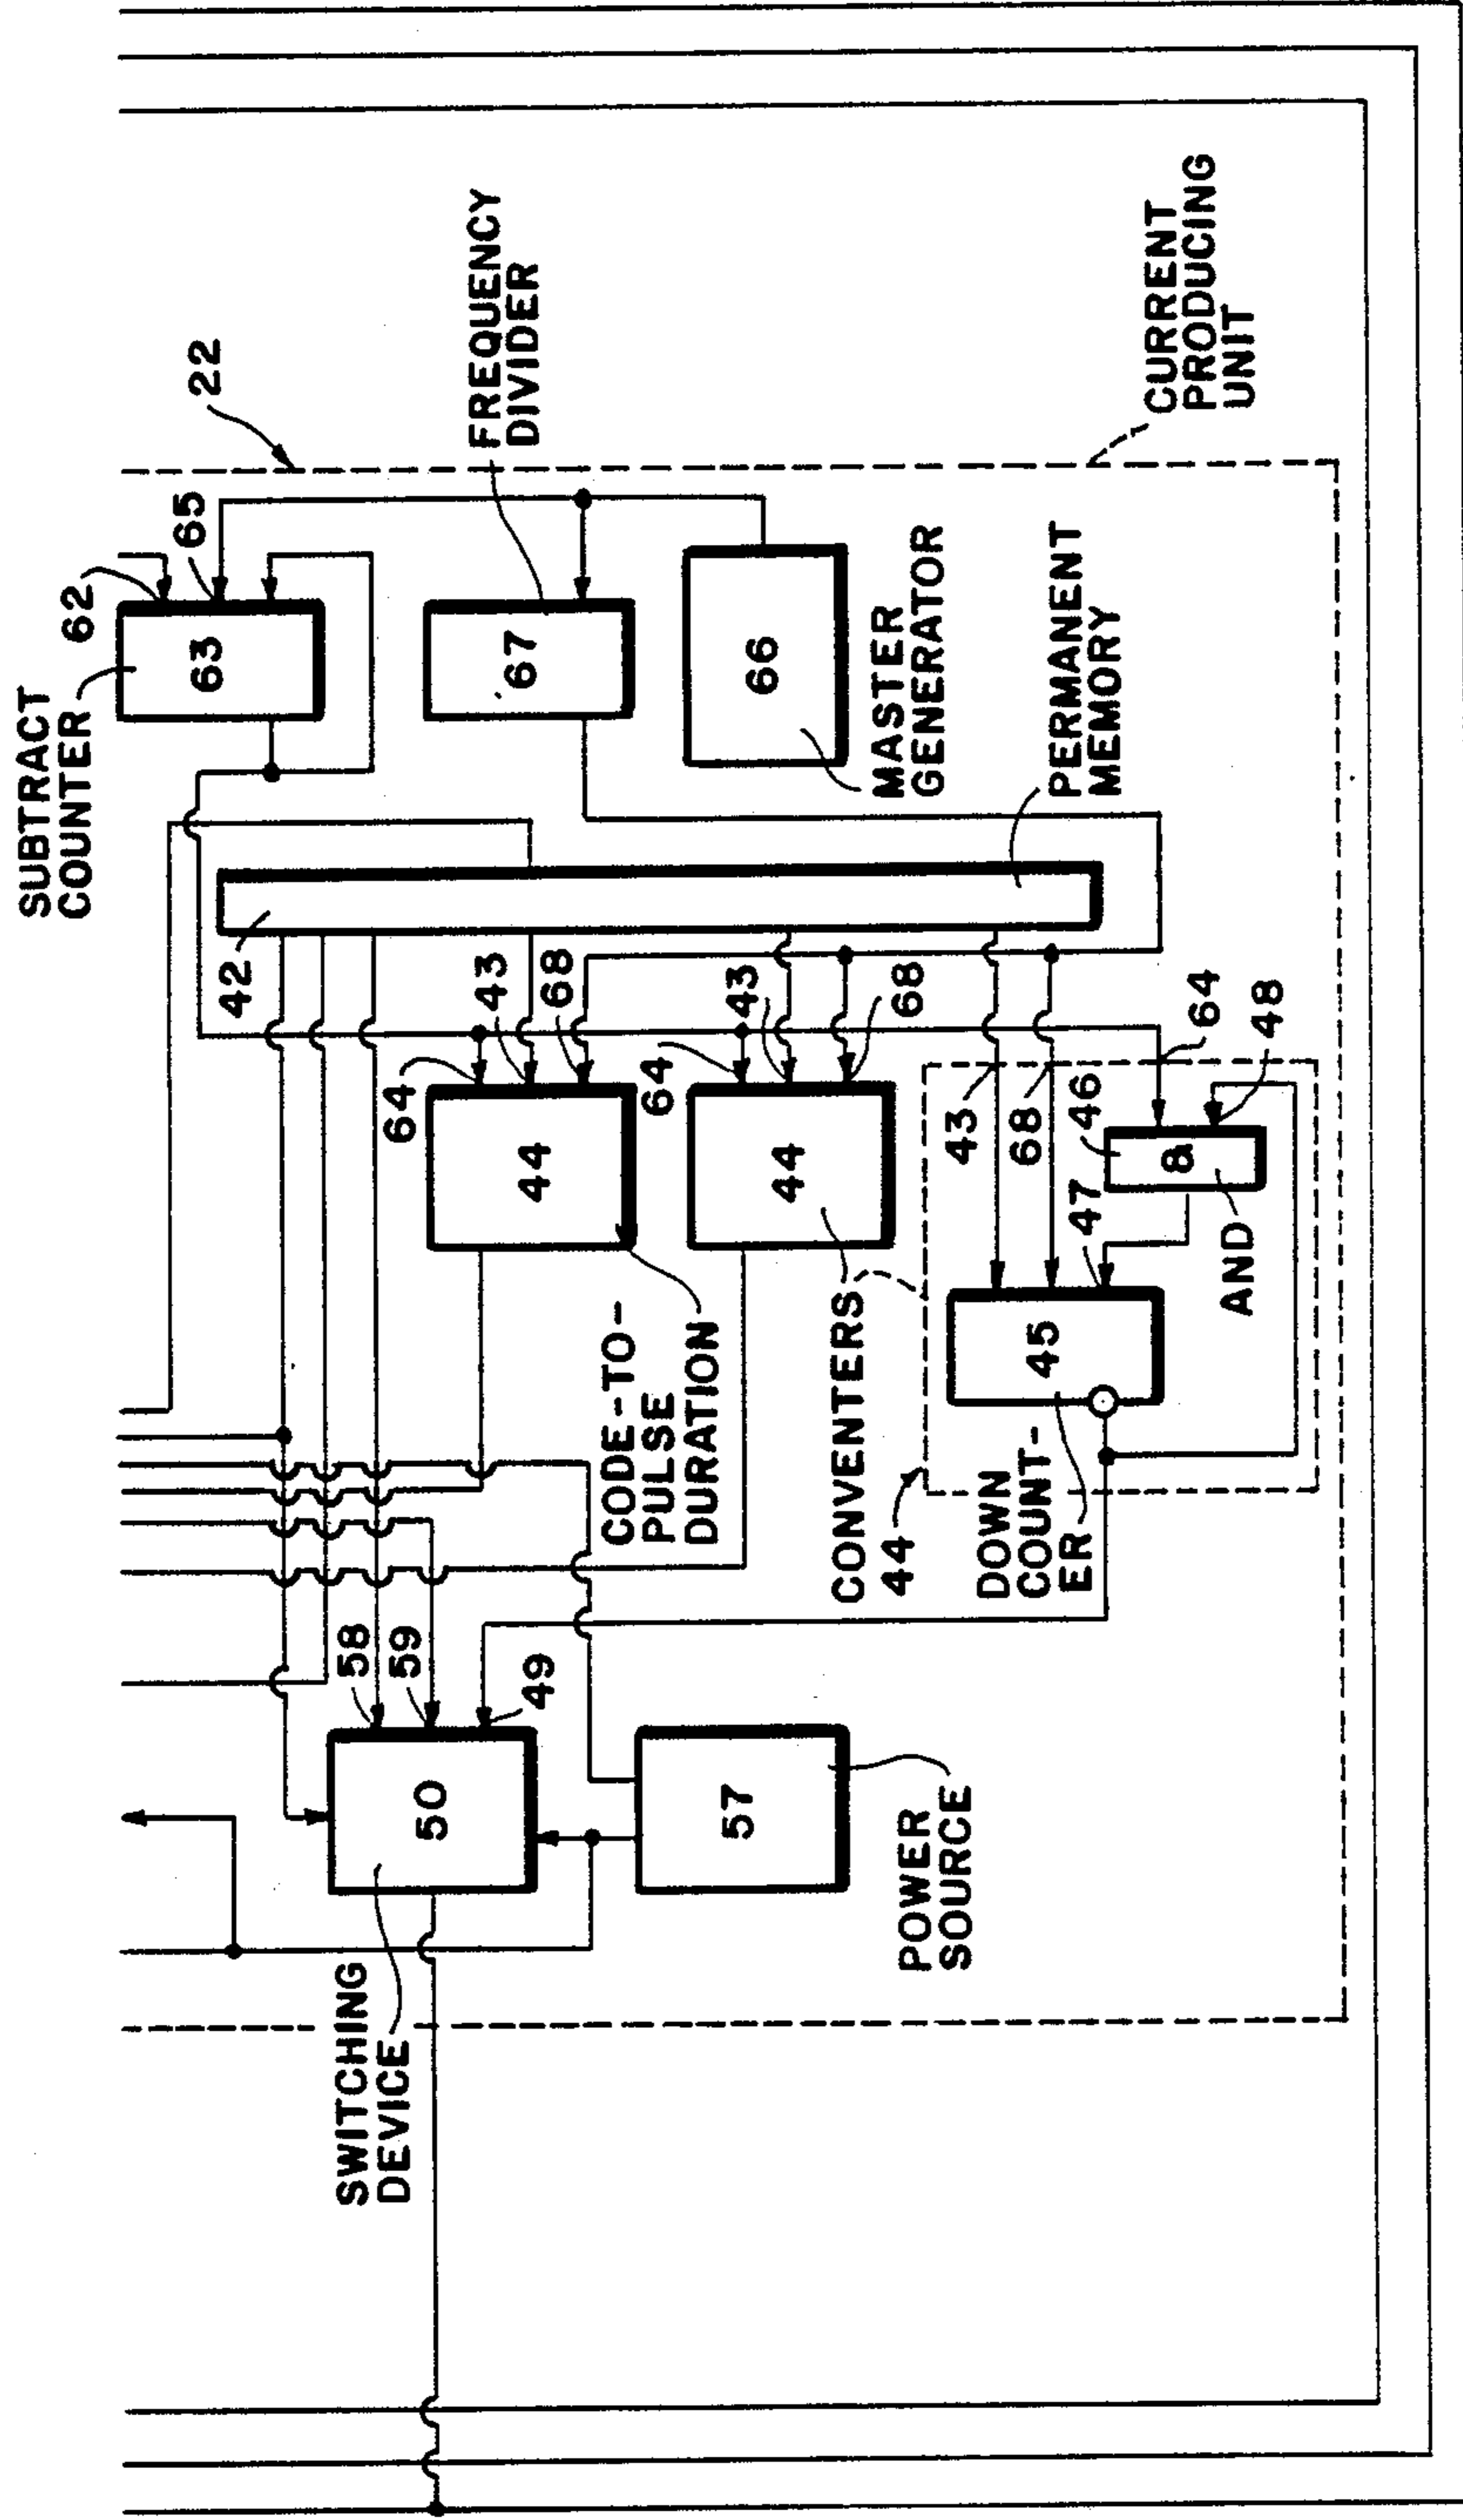 SUBTRACT
COUNTER
62
65
63
22
42
SWITCHING
DEVICE
58
59
49
50
64
43
68
44
67
FREQUENCY
DIVIDER
CODE-TO-
PULSE
DURATION
57
64
43
68
44
66
MASTER
GENERATOR
CONVENTERS
44
POWER
SOURCE
43
68
46
47
45
DOWN
COUNT-
ER
PERMANENT
MEMORY
&
AND
64
48
CURRENT
PRODUCING
UNIT